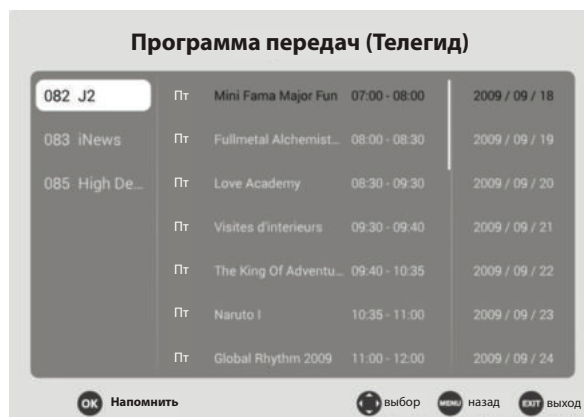 Программа передач (Телегид)
082 J2 Пт Mini Fama Major Fun 07:00 - 08:00 2009 / 09 / 18
083 iNews Пт Fullmetal Alchemist... 08:00 - 08:30 2009 / 09 / 19
085 High De... Пт Love Academy 08:30 - 09:30 2009 / 09 / 20
Пт Visites d'interieurs 09:30 - 09:40 2009 / 09 / 21
Пт The King Of Adventu... 09:40 - 10:35 2009 / 09 / 22
Пт Naruto I 10:35 - 11:00 2009 / 09 / 23
Пт Global Rhythm 2009 11:00 - 12:00 2009 / 09 / 24
OK Напомнить выбор MENU назад EXIT выход